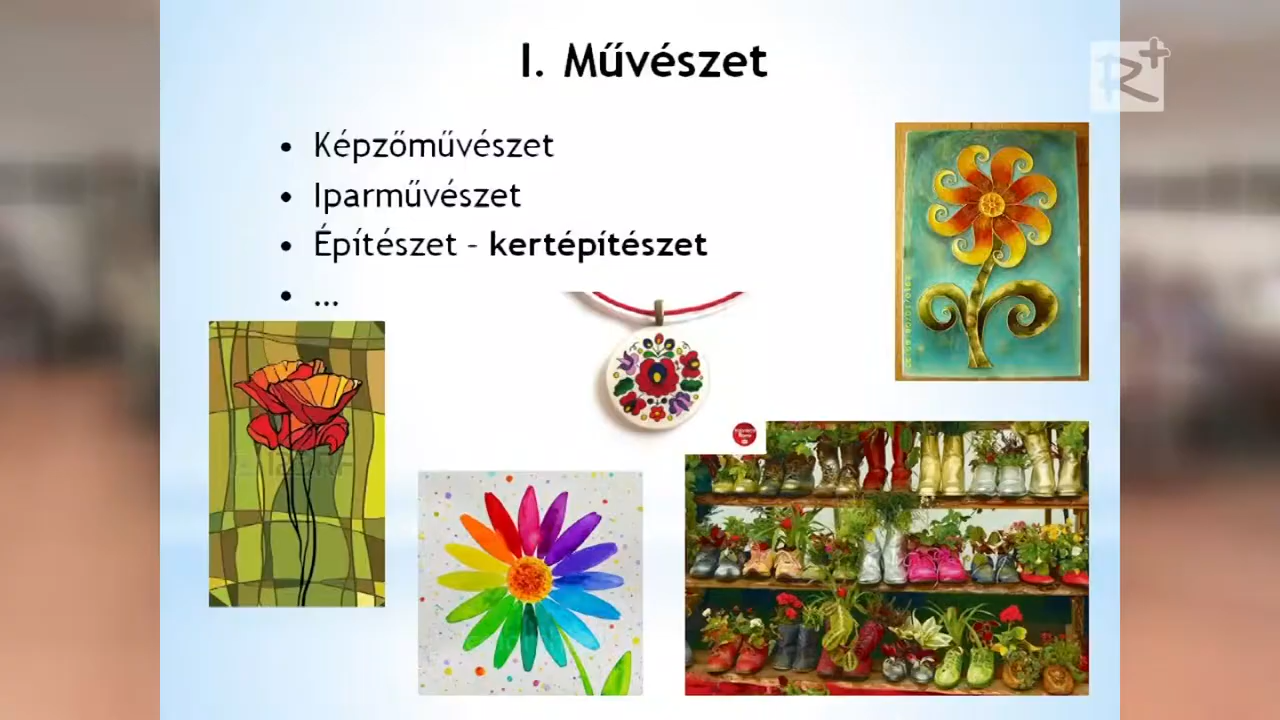 I. Művészet
R+
• Képzőművészet
• Iparművészet
• Építészet – kertépítészet
• ...